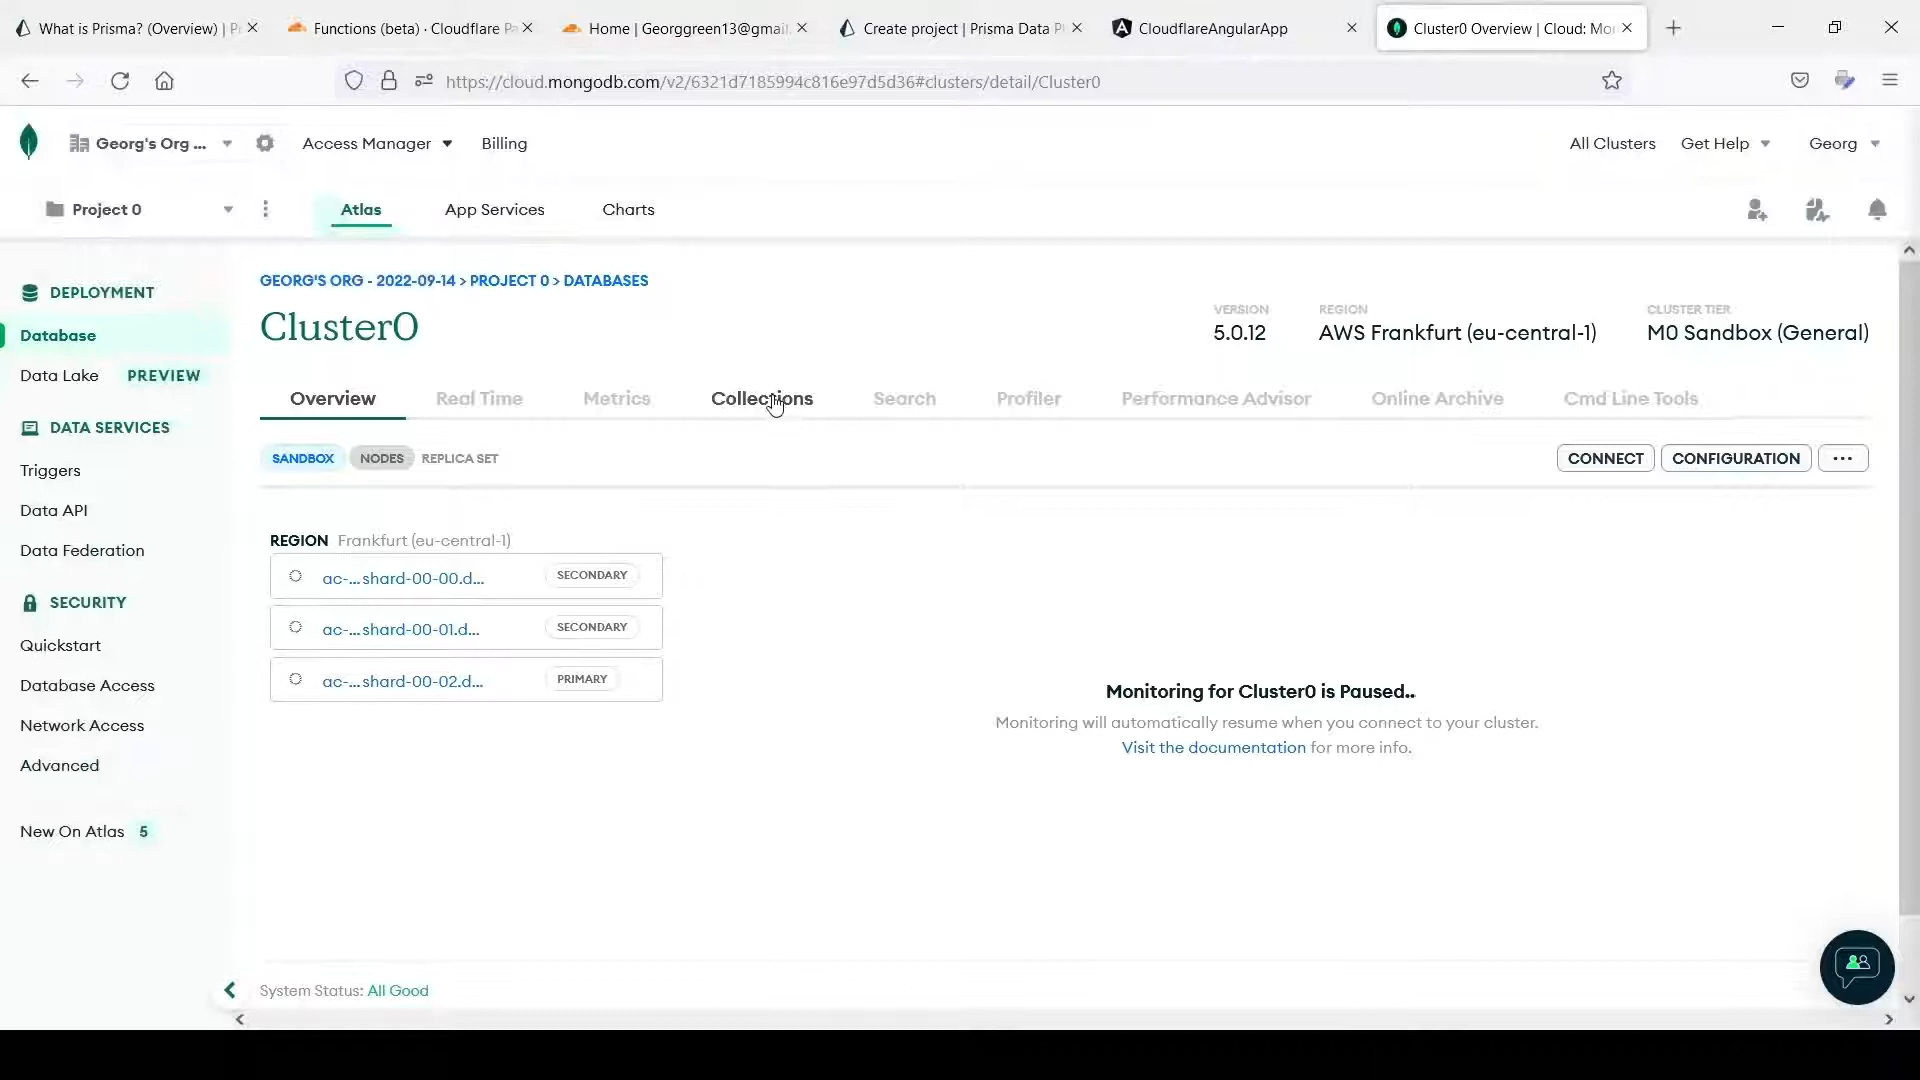 What is Prisma? (Overview) | P
Functions (beta) · Cloudflare Pa
Home | Georggreen13@gmail.
Create project | Prisma Data Pl
CloudflareAngularApp
Cluster0 Overview | Cloud: Mon
https://cloud.mongodb.com/v2/6321d7185994c816e97d5d36#clusters/detail/Cluster0
Georg's Org ...
Access Manager
Billing
All Clusters
Get Help
Georg
Project 0
Atlas
App Services
Charts
DEPLOYMENT
Database
Data Lake PREVIEW
DATA SERVICES
Triggers
Data API
Data Federation
SECURITY
Quickstart
Database Access
Network Access
Advanced
New On Atlas 5
GEORG'S ORG - 2022-09-14 > PROJECT 0 > DATABASES
Cluster0
VERSION
5.0.12
REGION
AWS Frankfurt (eu-central-1)
CLUSTER TIER
M0 Sandbox (General)
Overview
Real Time
Metrics
Collections
Search
Profiler
Performance Advisor
Online Archive
Cmd Line Tools
SANDBOX
NODES
REPLICA SET
CONNECT
CONFIGURATION
...
REGION Frankfurt (eu-central-1)
ac-...shard-00-00.d... SECONDARY
ac-...shard-00-01.d... SECONDARY
ac-...shard-00-02.d... PRIMARY
Monitoring for Cluster0 is Paused..
Monitoring will automatically resume when you connect to your cluster.
Visit the documentation for more info.
System Status: All Good